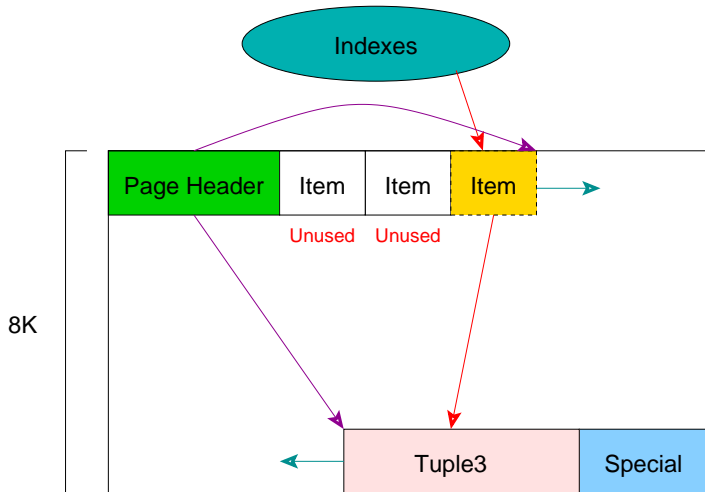 Indexes
Page Header Item Item Item
Unused Unused
8K
Tuple3 Special